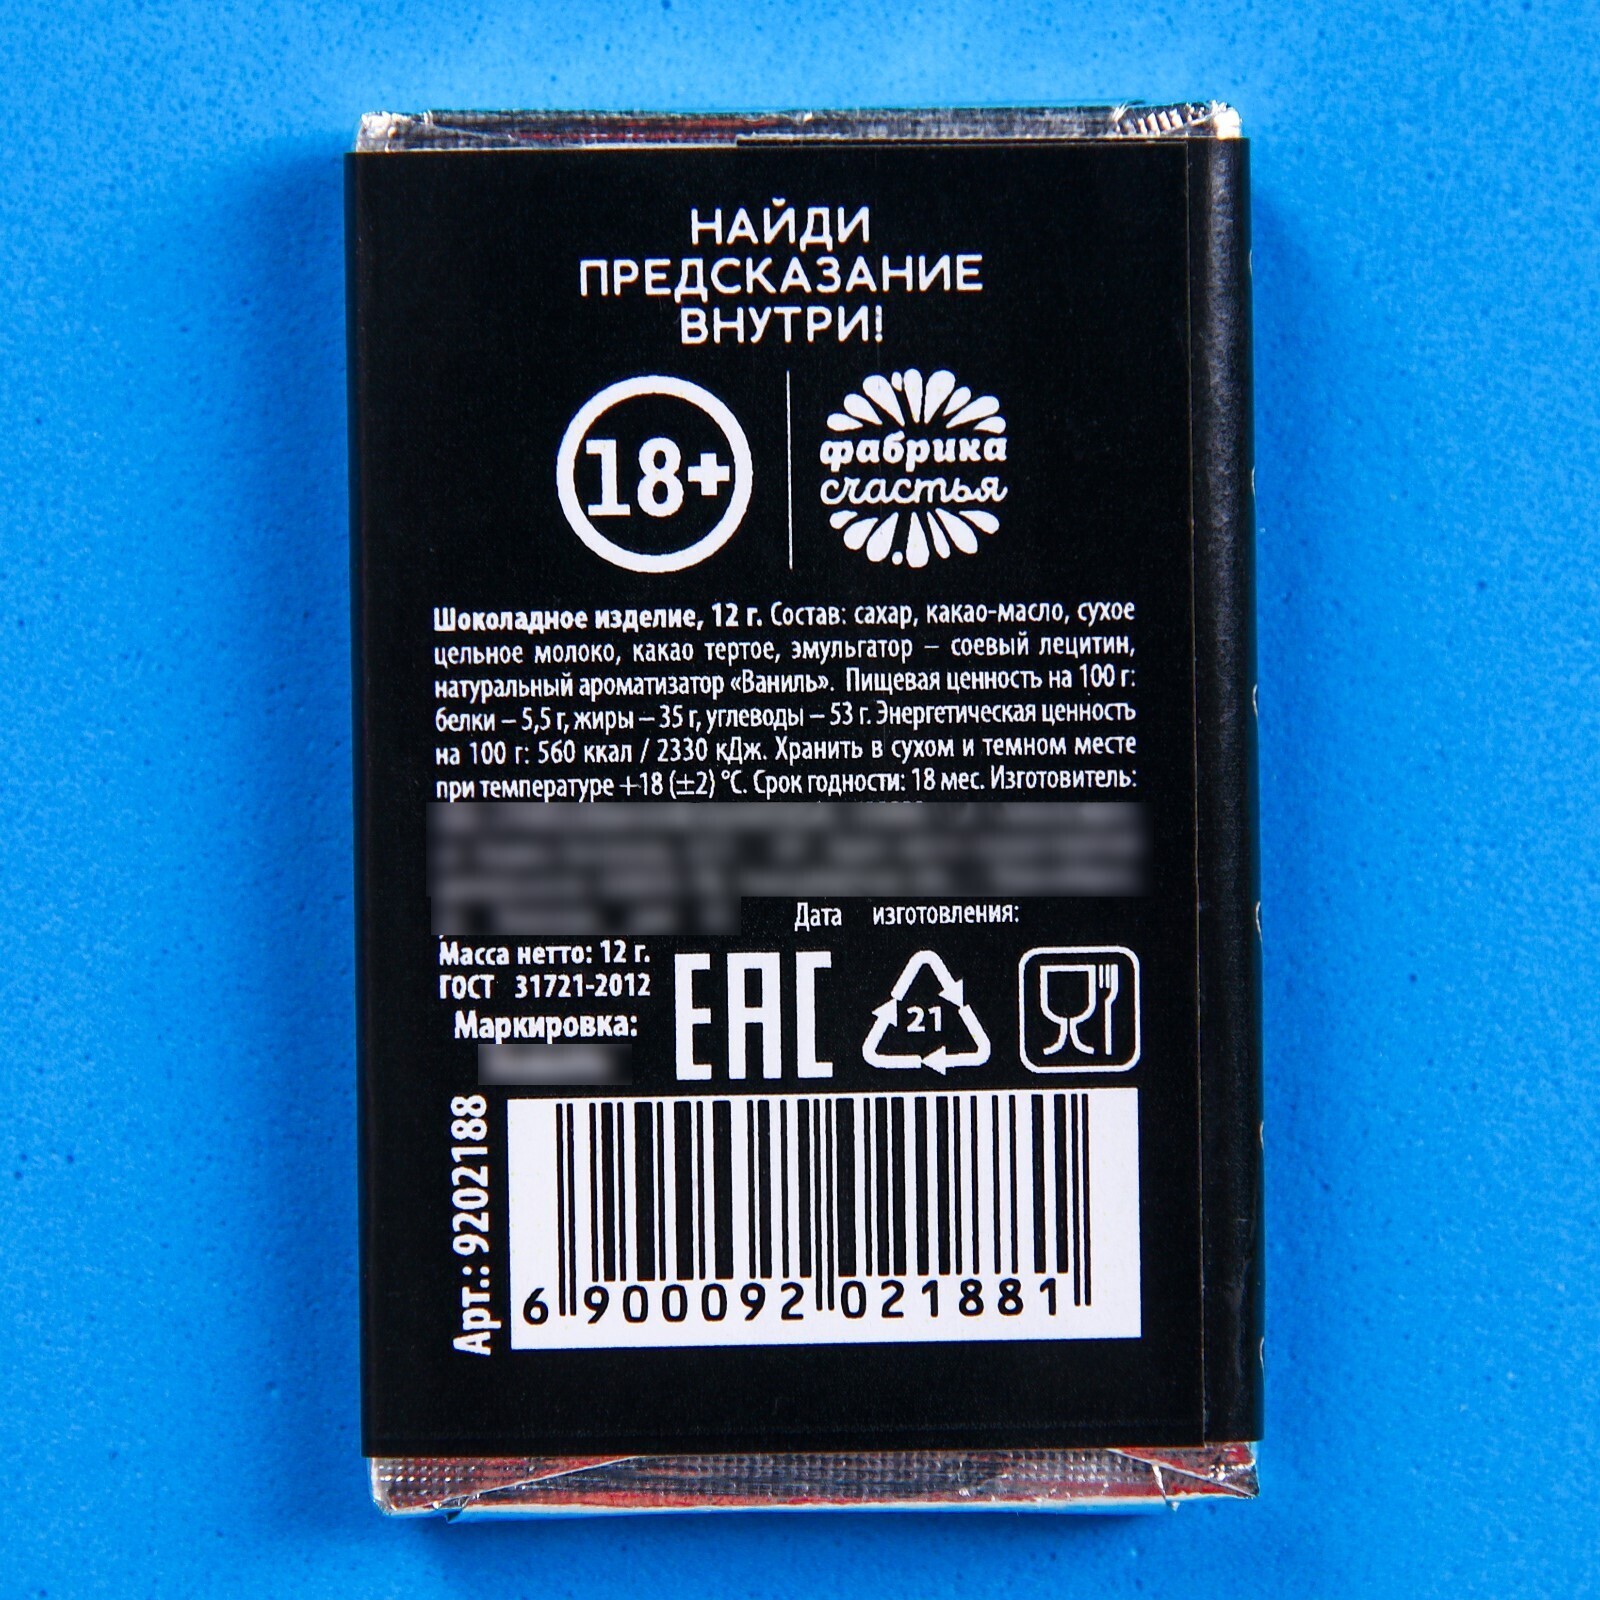 НАЙДИ
ПРЕДСКАЗАНИЕ
ВНУТРИ!
18+
фабрика
счастья
Шоколадное изделие, 12 г. Состав: сахар, какао-масло, сухое
цельное молоко, какао тертое, эмульгатор – соевый лецитин,
натуральный ароматизатор «Ваниль». Пищевая ценность на 100 г:
белки – 5,5 г, жиры – 35 г, углеводы – 53 г. Энергетическая ценность
на 100 г: 560 ккал / 2330 кДж. Хранить в сухом и темном месте
при температуре +18 (±2) °С. Срок годности: 18 мес. Изготовитель:
Дата изготовления:
Масса нетто: 12 г.
ГОСТ 31721-2012
Маркировка:
ЕАС
21
Арт.: 9202188
6 900092 021881